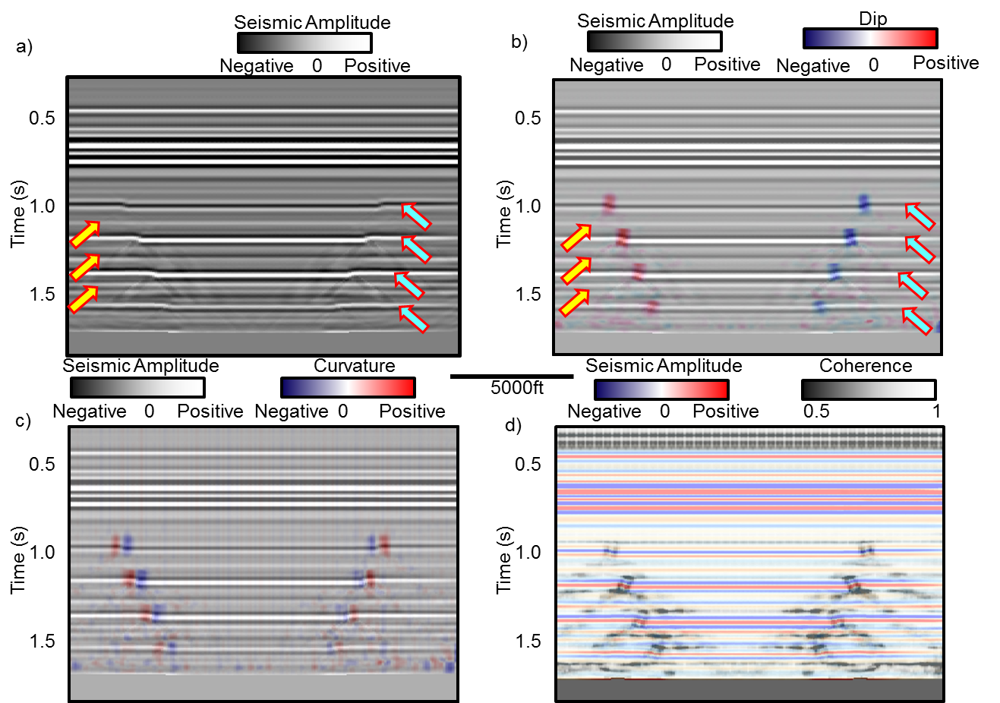 a)
Seismic Amplitude
Negative 0 Positive
Time (s)
0.5
1.0
1.5
b)
Seismic Amplitude
Negative 0 Positive
Dip
Negative 0 Positive
Time (s)
0.5
1.0
1.5
5000ft
c)
Seismic Amplitude
Negative 0 Positive
Curvature
Negative 0 Positive
Time (s)
0.5
1.0
1.5
d)
Seismic Amplitude
Negative 0 Positive
Coherence
0.5 1
Time (s)
0.5
1.0
1.5